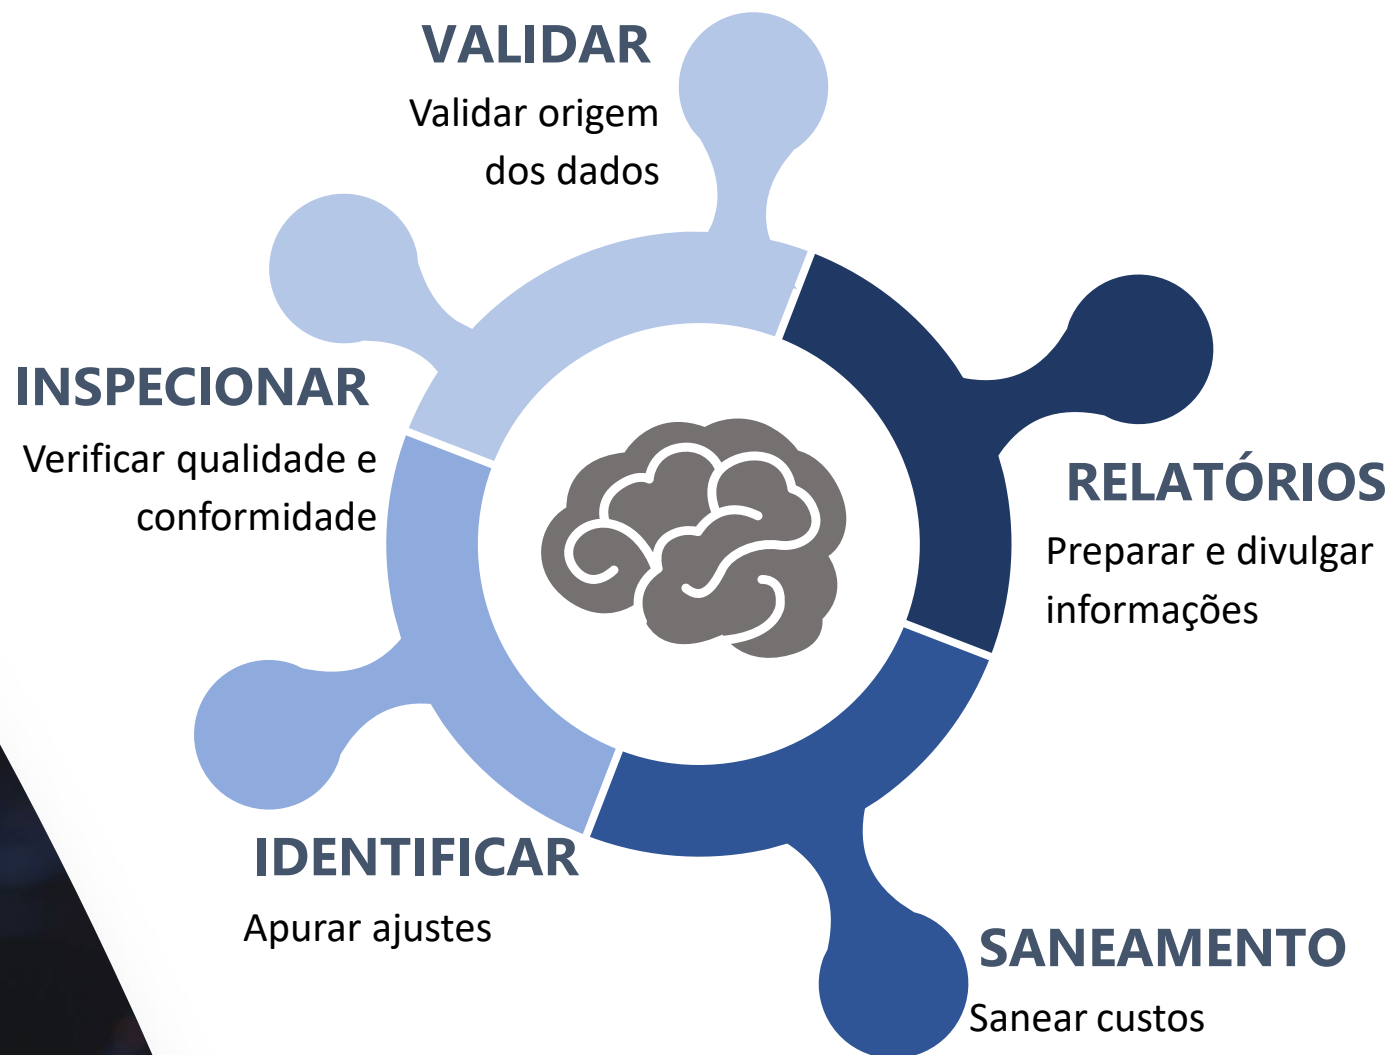 VALIDAR
Validar origem
dos dados
INSPECIONAR
Verificar qualidade e
conformidade
RELATÓRIOS
Preparar e divulgar
informações
IDENTIFICAR
Apurar ajustes
SANEAMENTO
Sanear custos